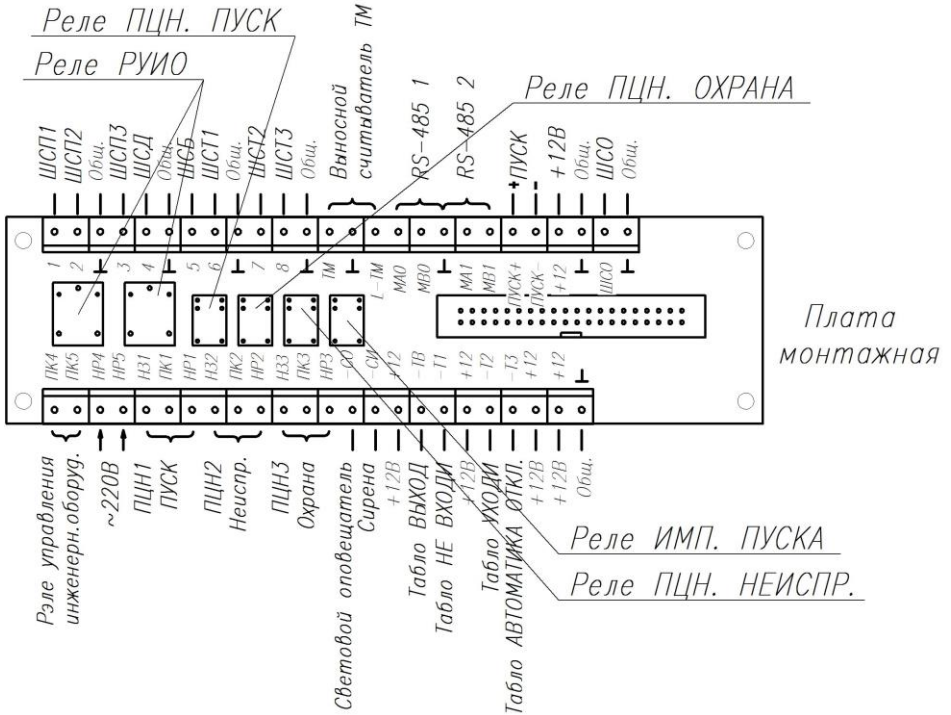 Реле ПЦН. ПУСК
Реле РУИО
Реле ПЦН. ОХРАНА
ШСП1
ШСП2
Общ.
ШСП3
ШСД
Общ.
ШСБ
ШСТ1
Общ.
ШСТ2
ШСТ3
Общ.
Выносной
считыватель ТМ
RS-485 1
RS-485 2
+ ПУСК -
+12В
Общ.
ШСО
Общ.
1
2
3
4
5
6
7
8
ТМ
L-ТМ
МА0
МВ0
МА1
МВ1
ПУСК+
ПУСК-
+12
ШСО
Плата
монтажная
ПК4
ПК5
НР4
НР5
НЗ1
ПК1
НР1
НЗ2
ПК2
НР2
НЗ3
ПК3
НР3
-СО
-СИ
+12
-ТВ
-Т1
+12
-Т2
-Т3
+12
+12
Рэле управления
инженерн.оборуд.
~220В
ПЦН1
ПУСК
ПЦН2
Неиспр.
ПЦН3
Охрана
Световой оповещатель
Сирена
+12В
Табло ВЫХОД
Табло НЕ ВХОДИ
+12В
Табло УХОДИ
Табло АВТОМАТИКА ОТКЛ.
+12В
+12В
Общ.
Реле ИМП. ПУСКА
Реле ПЦН. НЕИСПР.